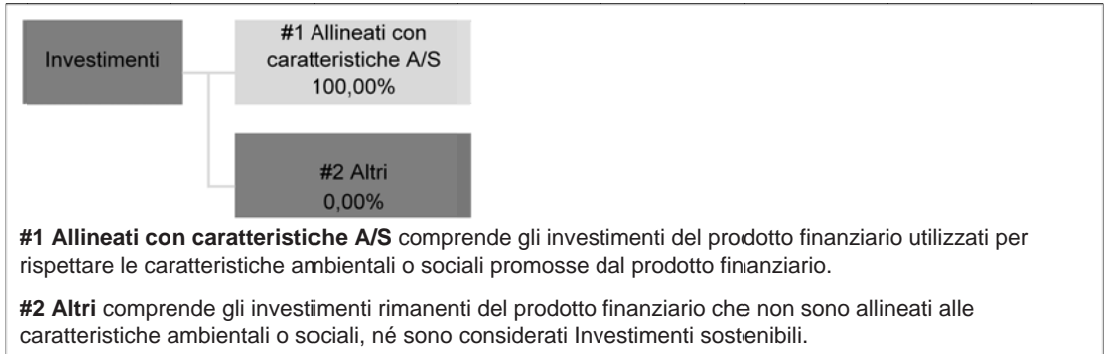 Investimenti
#1 Allineati con
caratteristiche A/S
100,00%
#2 Altri
0,00%
#1 Allineati con caratteristiche A/S comprende gli investimenti del prodotto finanziario utilizzati per
rispettare le caratteristiche ambientali o sociali promosse dal prodotto finanziario.
#2 Altri comprende gli investimenti rimanenti del prodotto finanziario che non sono allineati alle
caratteristiche ambientali o sociali, né sono considerati Investimenti sostenibili.